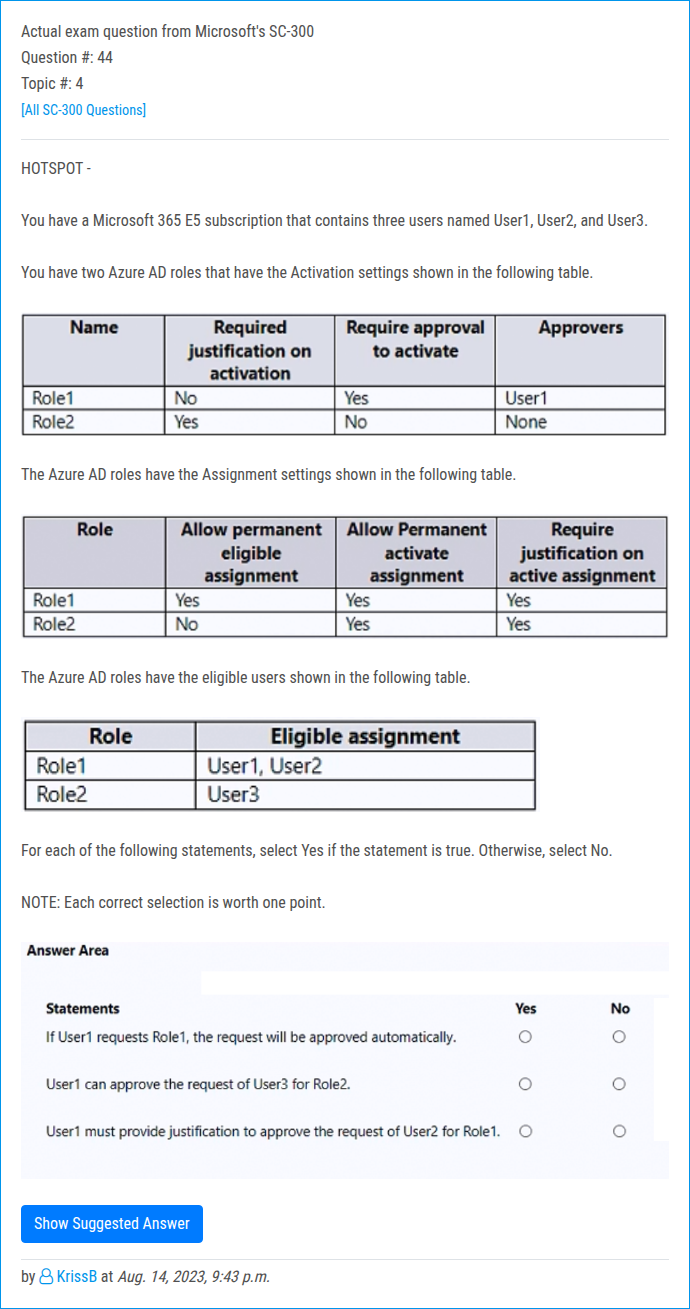 Actual exam question from Microsoft's SC-300
Question #: 44
Topic #: 4
[All SC-300 Questions]
HOTSPOT -
You have a Microsoft 365 E5 subscription that contains three users named User1, User2, and User3.
You have two Azure AD roles that have the Activation settings shown in the following table.
Name Required Require approval Approvers
justification on to activate
activation
Role1 No Yes User1
Role2 Yes No None
The Azure AD roles have the Assignment settings shown in the following table.
Role Allow permanent Allow Permanent Require
eligible activate justification on
assignment assignment active assignment
Role1 Yes Yes Yes
Role2 No Yes Yes
The Azure AD roles have the eligible users shown in the following table.
Role Eligible assignment
Role1 User1, User2
Role2 User3
For each of the following statements, select Yes if the statement is true. Otherwise, select No.
NOTE: Each correct selection is worth one point.
Answer Area
Statements Yes No
If User1 requests Role1, the request will be approved automatically.
User1 can approve the request of User3 for Role2.
User1 must provide justification to approve the request of User2 for Role1.
Show Suggested Answer
by KrissB at Aug. 14, 2023, 9:43 p.m.